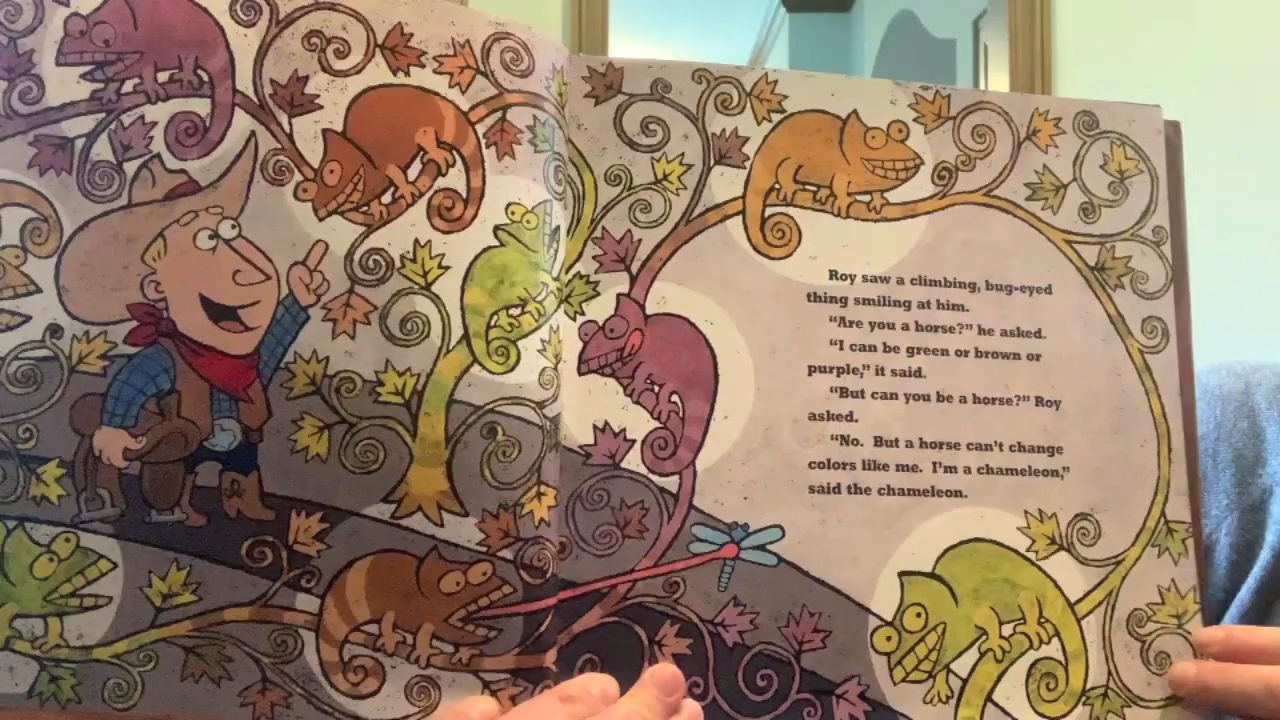 Roy saw a climbing, bug-eyed
thing smiling at him.
“Are you a horse?” he asked.
“I can be green or brown or
purple,” it said.
“But can you be a horse?” Roy
asked.
“No.  But a horse can’t change
colors like me.  I’m a chameleon,”
said the chameleon.